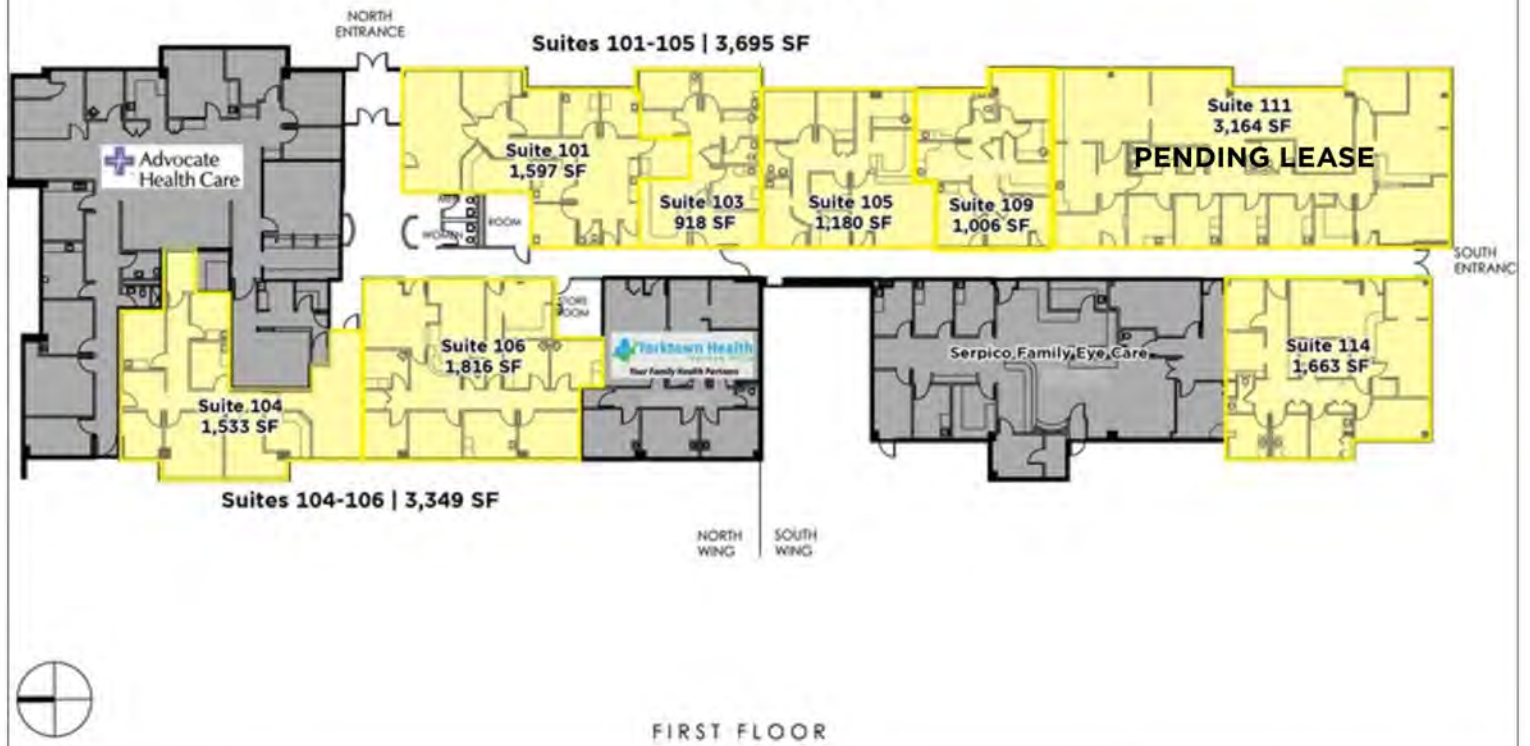 NORTH
ENTRANCE
Suites 101-105 | 3,695 SF
Advocate
Health Care
Suite 101
1,597 SF
Suite 103
918 SF
Suite 105
1,180 SF
Suite 109
1,006 SF
Suite 111
3,164 SF
PENDING LEASE
MEN
WOMEN
ROOM
SOUTH
ENTRANC
STORE
ROOM
Suite 106
1,816 SF
Yorktown Health
Your Family Health Partners
Serpico Family Eye Care
Suite 114
1,663 SF
Suite 104
1,533 SF
Suites 104-106 | 3,349 SF
NORTH
WING
SOUTH
WING
FIRST FLOOR